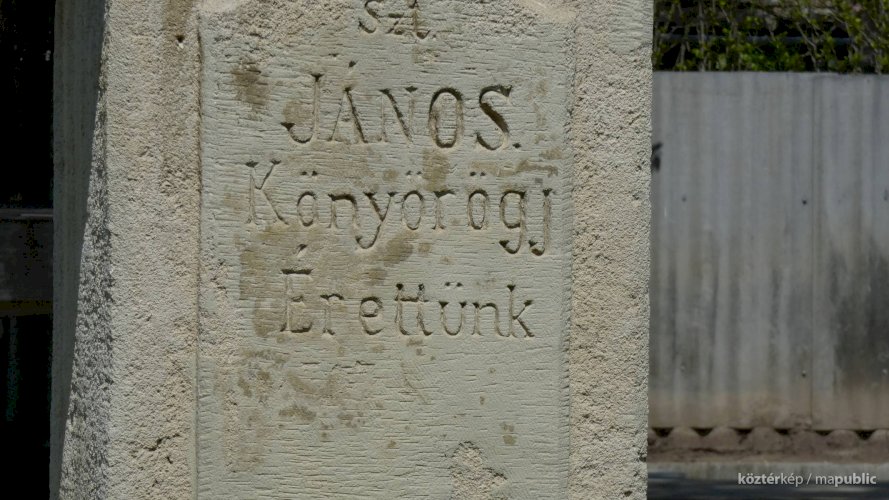 szt.
JÁNOS.
Könyörögj
Érettünk
köztérkép / mapublic